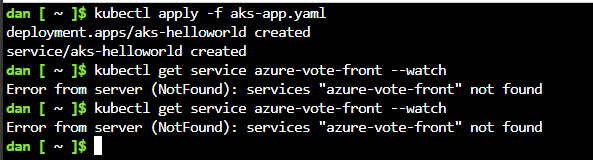 dan [ ~ ]$ kubectl apply -f aks-app.yaml
deployment.apps/aks-helloworld created
service/aks-helloworld created
dan [ ~ ]$ kubectl get service azure-vote-front --watch
Error from server (NotFound): services "azure-vote-front" not found
dan [ ~ ]$ kubectl get service azure-vote-front --watch
Error from server (NotFound): services "azure-vote-front" not found
dan [ ~ ]$